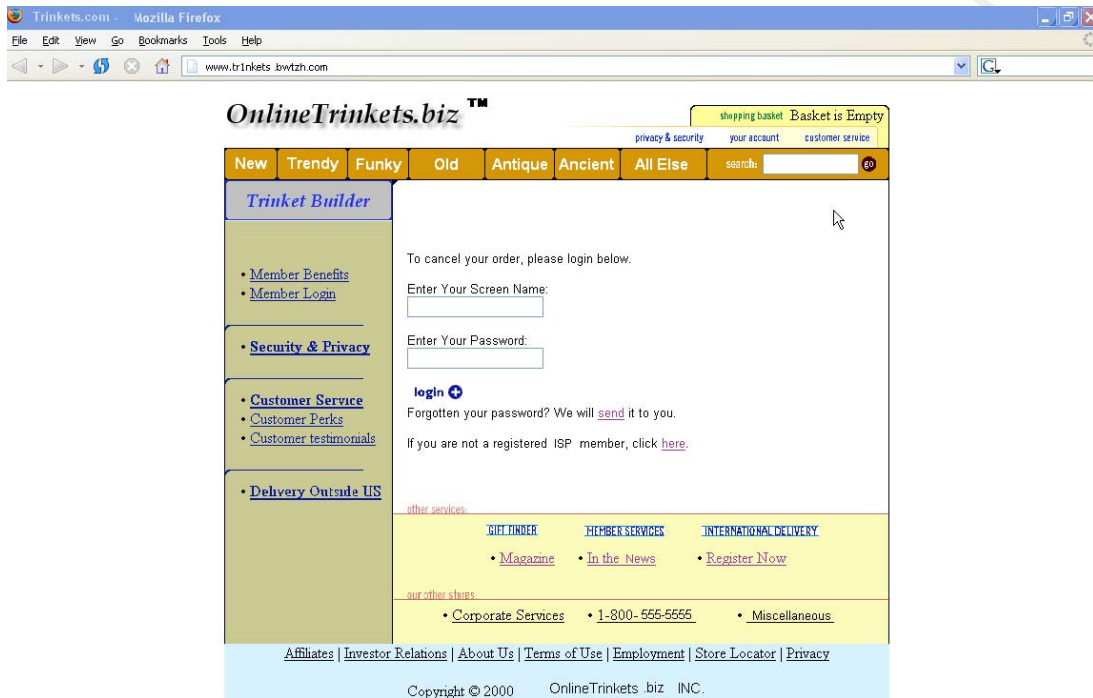 Trinkets.com - Mozilla Firefox
File Edit View Go Bookmarks Tools Help
www.tr1nkets .bwtzh.com G
OnlineTrinkets.biz ™
shopping basket Basket is Empty
privacy & security your account customer service
New Trendy Funky Old Antique Ancient All Else search: GO
Trinket Builder
• Member Benefits
• Member Login
• Security & Privacy
• Customer Service
• Customer Perks
• Customer testimonials
• Delivery Outside US
To cancel your order, please login below.
Enter Your Screen Name:
Enter Your Password:
login
Forgotten your password? We will send it to you.
If you are not a registered ISP member, click here.
other services:
GIFT FINDER MEMBER SERVICES INTERNATIONAL DELIVERY
• Magazine • In the News • Register Now
our other stores:
• Corporate Services • 1-800-555-5555 • Miscellaneous
Affiliates | Investor Relations | About Us | Terms of Use | Employment | Store Locator | Privacy
Copyright © 2000 OnlineTrinkets .biz INC.